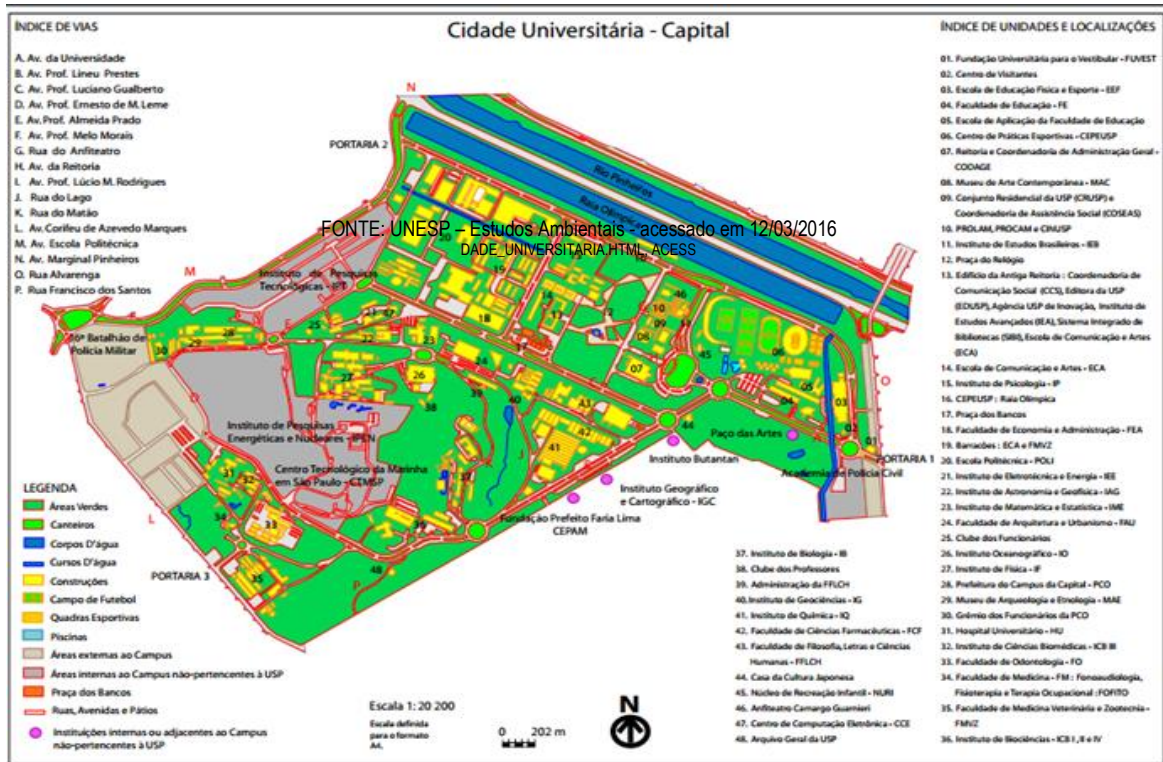 Cidade Universitária - Capital
ÍNDICE DE VIAS
A. Av. da Universidade
B. Av. Prof. Lineu Prestes
C. Av. Prof. Luciano Gualberto
D. Av. Prof. Ernesto de M. Leme
E. Av. Prof. Almeida Prado
F. Av. Prof. Melo Morais
G. Rua do Anfiteatro
H. Av. da Reitoria
I. Av. Prof. Lúcio M. Rodrigues
J. Rua do Lago
K. Rua do Matão
L. Av. Corifeu de Azevedo Marques
M. Av. Escola Politécnica
N. Av. Marginal Pinheiros
O. Rua Alvarenga
P. Rua Francisco dos Santos
N
PORTARIA 2
Rio Pinheiros
Raia Olímpica
FONTE: UNESP – Estudos Ambientais - acessado em 12/03/2016
DADE_UNIVERSITARIA.HTML, ACESS
M
Instituto de Pesquisas
Tecnológicas - IPT
16º Batalhão de
Polícia Militar
Instituto de Pesquisas
Energéticas e Nucleares - IPEN
Centro Tecnológico da Marinha
em São Paulo - CTMSP
Paço das Artes
Instituto Butantan
Academia de Polícia Civil
PORTARIA 1
O
Instituto Geográfico
e Cartográfico - IGC
Fundação Prefeito Faria Lima
CEPAM
L
PORTARIA 3
P
LEGENDA
Áreas Verdes
Canteiros
Corpos D'água
Cursos D'água
Construções
Campo de Futebol
Quadras Esportivas
Piscinas
Áreas externas ao Campus
Áreas internas ao Campus não-pertencentes à USP
Praça dos Bancos
Ruas, Avenidas e Pátios
Instituições internas ou adjacentes ao Campus
não-pertencentes à USP
Escala 1: 20 200
Escala definida
para o formato
A4.
0 202 m
N
ÍNDICE DE UNIDADES E LOCALIZAÇÕES
01. Fundação Universitária para o Vestibular - FUVEST
02. Centro de Visitantes
03. Escola de Educação Física e Esporte - EEF
04. Faculdade de Educação - FE
05. Escola de Aplicação da Faculdade de Educação
06. Centro de Práticas Esportivas - CEPEUSP
07. Reitoria e Coordenadoria de Administração Geral -
CODAGE
08. Museu de Arte Contemporânea - MAC
09. Conjunto Residencial da USP (CRUSP) e
Coordenadoria de Assistência Social (COSEAS)
10. PROLAM, PROCAM e CINUSP
11. Instituto de Estudos Brasileiros - IEB
12. Praça do Relógio
13. Edifício da Antiga Reitoria : Coordenadoria de
Comunicação Social (CCS), Editora da USP
(EDUSP), Agência USP de Inovação, Instituto de
Estudos Avançados (IEA), Sistema Integrado de
Bibliotecas (SIBI), Escola de Comunicação e Artes
(ECA)
14. Escola de Comunicação e Artes - ECA
15. Instituto de Psicologia - IP
16. CEPEUSP : Raia Olímpica
17. Praça dos Bancos
18. Faculdade de Economia e Administração - FEA
19. Barracões : ECA e FMVZ
20. Escola Politécnica - POLI
21. Instituto de Eletrotécnica e Energia - IEE
22. Instituto de Astronomia e Geofísica - IAG
23. Instituto de Matemática e Estatística - IME
24. Faculdade de Arquitetura e Urbanismo - FAU
25. Clube dos Funcionários
26. Instituto Oceanográfico - IO
27. Instituto de Física - IF
28. Prefeitura do Campus da Capital - PCO
29. Museu de Arqueologia e Etnologia - MAE
30. Grêmio dos Funcionários da PCO
31. Hospital Universitário - HU
32. Instituto de Ciências Biomédicas - ICB III
33. Faculdade de Odontologia - FO
34. Faculdade de Medicina - FM : Fonoaudiologia,
Fisioterapia e Terapia Ocupacional : FOFITO
35. Faculdade de Medicina Veterinária e Zootecnia -
FMVZ
36. Instituto de Biociências - ICB I , II e IV
37. Instituto de Biologia - IB
38. Clube dos Professores
39. Administração da FFLCH
40. Instituto de Geociências - IG
41. Instituto de Química - IQ
42. Faculdade de Ciências Farmacêuticas - FCF
43. Faculdade de Filosofia, Letras e Ciências
Humanas - FFLCH
44. Casa da Cultura Japonesa
45. Núcleo de Recreação Infantil - NURI
46. Anfiteatro Camargo Guarnieri
47. Centro de Computação Eletrônica - CCE
48. Arquivo Geral da USP